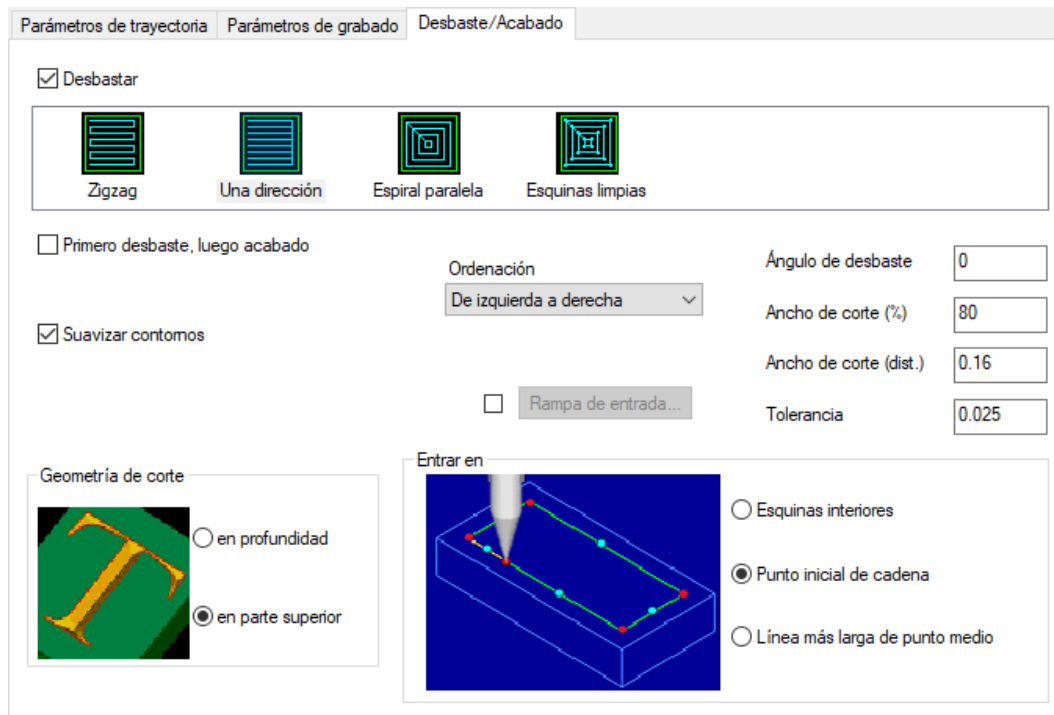 Parámetros de trayectoria
Parámetros de grabado
Desbaste/Acabado
Desbastar
Zigzag
Una dirección
Espiral paralela
Esquinas limpias
Primero desbaste, luego acabado
Suavizar contornos
Ordenación
De izquierda a derecha
Rampa de entrada...
Ángulo de desbaste
0
Ancho de corte (%)
80
Ancho de corte (dist.)
0.16
Tolerancia
0.025
Geometría de corte
en profundidad
en parte superior
Entrar en
Esquinas interiores
Punto inicial de cadena
Línea más larga de punto medio